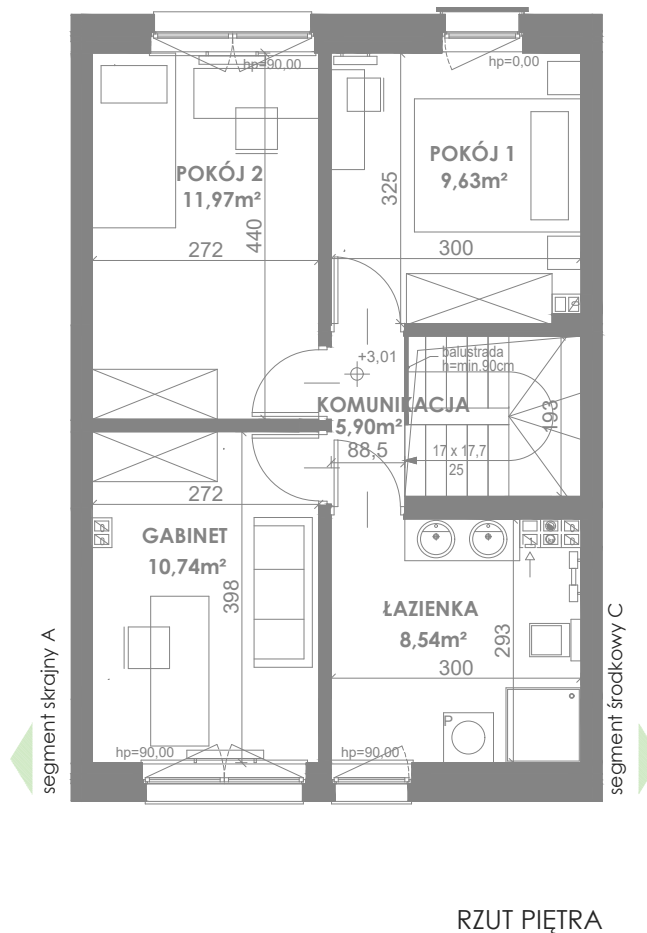 hp=90,00
hp=0,00
POKÓJ 2
11,97m²
440
272
POKÓJ 1
9,63m²
325
300
+3,01
balustrada
h=min.90cm
KOMUNIKACJA
5,90m²
88,5
193
17 x 17,7
25
272
GABINET
10,74m²
398
ŁAZIENKA
8,54m²
293
300
P
hp=90,00
hp=90,00
segment skrajny A
segment środkowy C
RZUT PIĘTRA